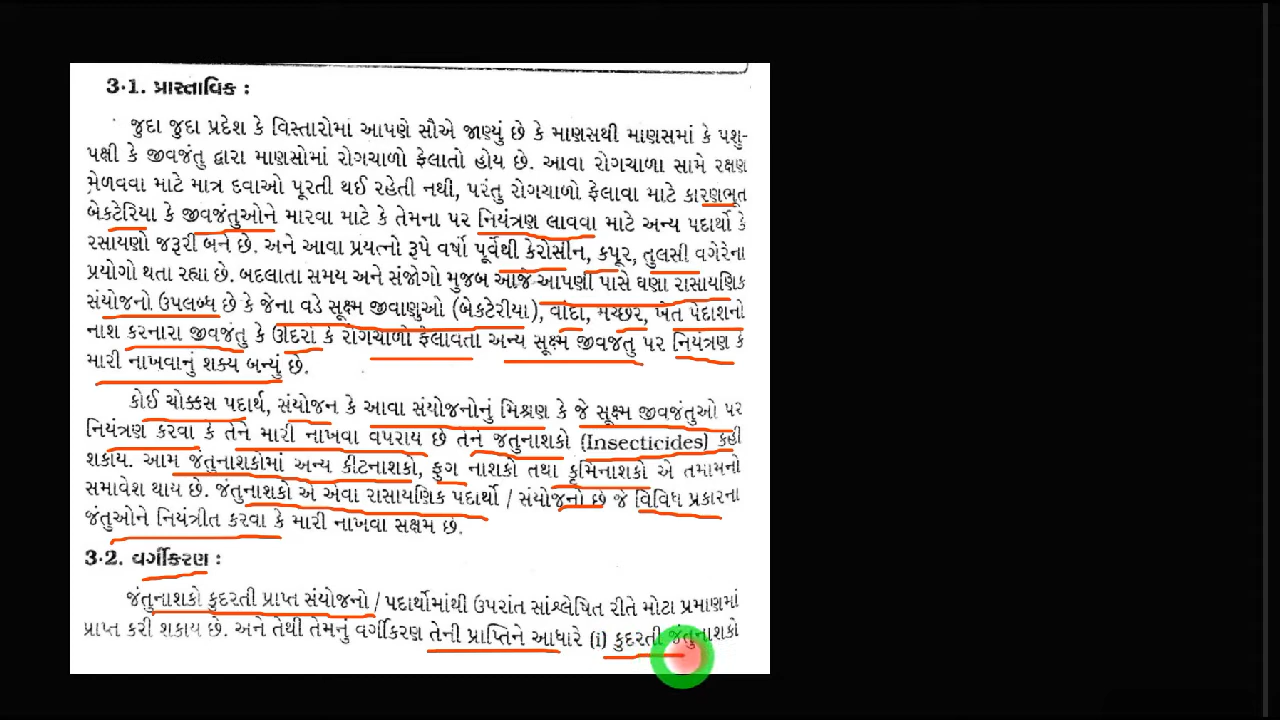 3·1. પ્રાસ્તાવિક :
જુદા જુદા પ્રદેશ કે વિસ્તારોમાં આપણે સૌએ જાણ્યું છે કે માણસથી માણસમાં કે પશુ-
પક્ષી કે જીવજંતુ દ્વારા માણસોમાં રોગચાળો ફેલાતો હોય છે. આવા રોગચાળા સામે રક્ષણ
મેળવવા માટે માત્ર દવાઓ પૂરતી થઈ રહેતી નથી, પરંતુ રોગચાળો ફેલાવા માટે કારણભૂત
બેકટેરિયા કે જીવજંતુઓને મારવા માટે કે તેમના પર નિયંત્રણ લાવવા માટે અન્ય પદાર્થો કે
રસાયણો જરૂરી બને છે. અને આવા પ્રયત્નો રૂપે વર્ષો પૂર્વેથી કેરોસીન, કપૂર, તુલસી વગેરેના
પ્રયોગો થતા રહ્યા છે. બદલાતા સમય અને સંજોગો મુજબ આજે આપણી પાસે ઘણા રાસાયણિક
સંયોજનો ઉપલબ્ધ છે કે જેના વડે સૂક્ષ્મ જીવાણુઓ (બેકટેરીયા), વાંદા, મચ્છર, ખેત પેદાશનો
નાશ કરનારા જીવજંતુ કે ઊંદરો કે રોગચાળો ફેલાવતા અન્ય સૂક્ષ્મ જીવજંતુ પર નિયંત્રણ કે
મારી નાખવાનું શક્ય બન્યું છે.
કોઈ ચોક્કસ પદાર્થ, સંયોજન કે આવા સંયોજનોનું મિશ્રણ કે જે સૂક્ષ્મ જીવજંતુઓ પર
નિયંત્રણ કરવા કે તેને મારી નાખવા વપરાય છે તેને જંતુનાશકો (Insecticides) કહી
શકાય. આમ જંતુનાશકોમાં અન્ય કીટનાશકો, ફુગ નાશકો તથા કૃમિનાશકો એ તમામનો
સમાવેશ થાય છે. જંતુનાશકો એ એવા રાસાયણિક પદાર્થો / સંયોજનો છે જે વિવિધ પ્રકારના
જંતુઓને નિયંત્રીત કરવા કે મારી નાખવા સક્ષમ છે.
3·2. વર્ગીકરણ :
જંતુનાશકો કુદરતી પ્રાપ્ત સંયોજનો / પદાર્થોમાંથી ઉપરાંત સાંશ્લેષિત રીતે મોટા પ્રમાણમાં
પ્રાપ્ત કરી શકાય છે. અને તેથી તેમનું વર્ગીકરણ તેની પ્રાપ્તિને આધારે (i) કુદરતી જંતુનાશકો